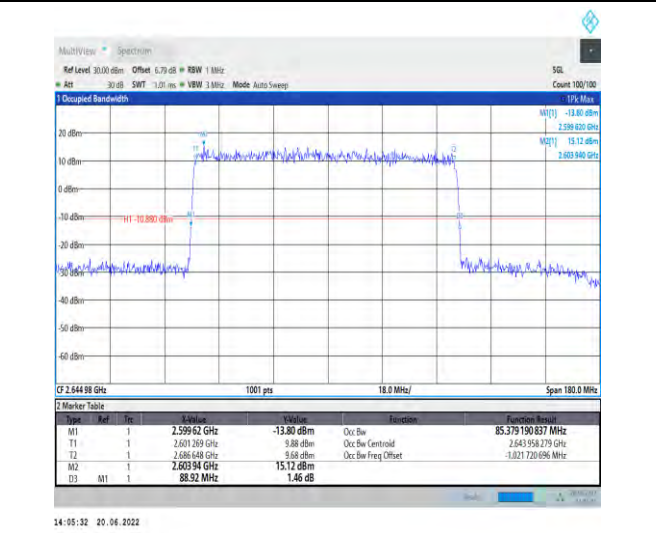 MultiView Spectrum
Ref Level 30.00 dBm Offset 6.79 dB RBW 1 MHz SGL
Att 30 dB SWT 1.01 ms VBW 3 MHz Mode Auto Sweep Count 100/100
1 Occupied Bandwidth 1Pk Max
M1[1] -13.80 dBm
2.599 620 GHz
M2[1] 15.12 dBm
2.603 940 GHz
20 dBm
M2
T1 T2
10 dBm
0 dBm
-10 dBm
H1 -10.880 dBm
M1
D3
-20 dBm
-30 dBm
-40 dBm
-50 dBm
-60 dBm
CF 2.644 98 GHz 1001 pts 18.0 MHz/ Span 180.0 MHz
2 Marker Table
Type Ref Trc X-Value Y-Value Function Function Result
M1 1 2.599 62 GHz -13.80 dBm Occ Bw 85.379 190 837 MHz
T1 1 2.601 269 GHz 9.88 dBm Occ Bw Centroid 2.643 958 279 GHz
T2 1 2.686 648 GHz 9.68 dBm Occ Bw Freq Offset -1.021 720 696 MHz
M2 1 2.603 94 GHz 15.12 dBm
D3 M1 1 88.92 MHz 1.46 dB
14:05:32 20.06.2022